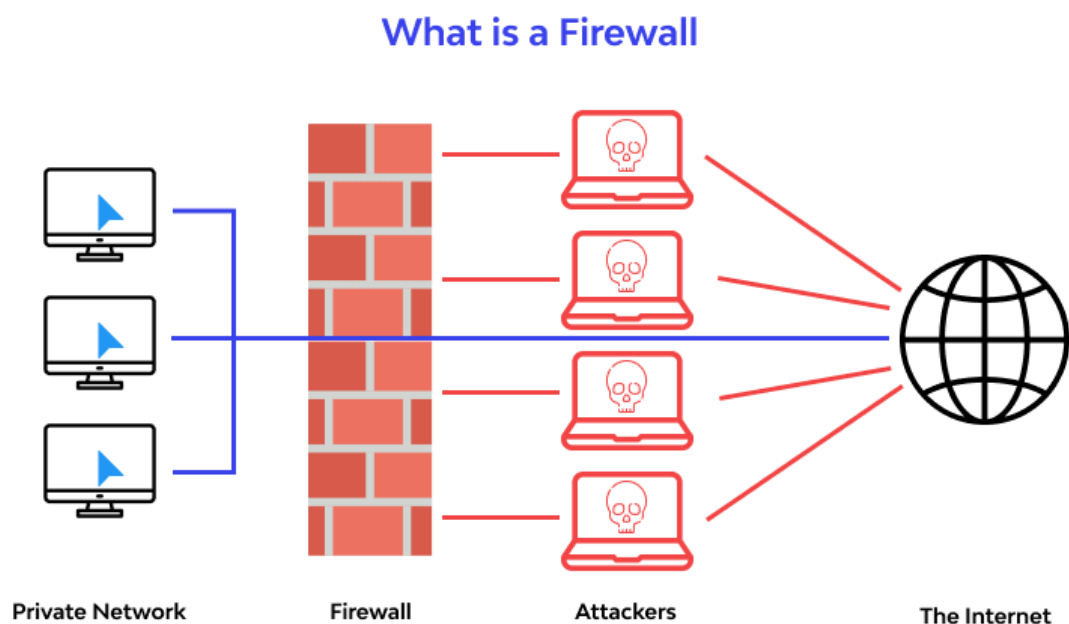 What is a Firewall
Private Network
Firewall
Attackers
The Internet